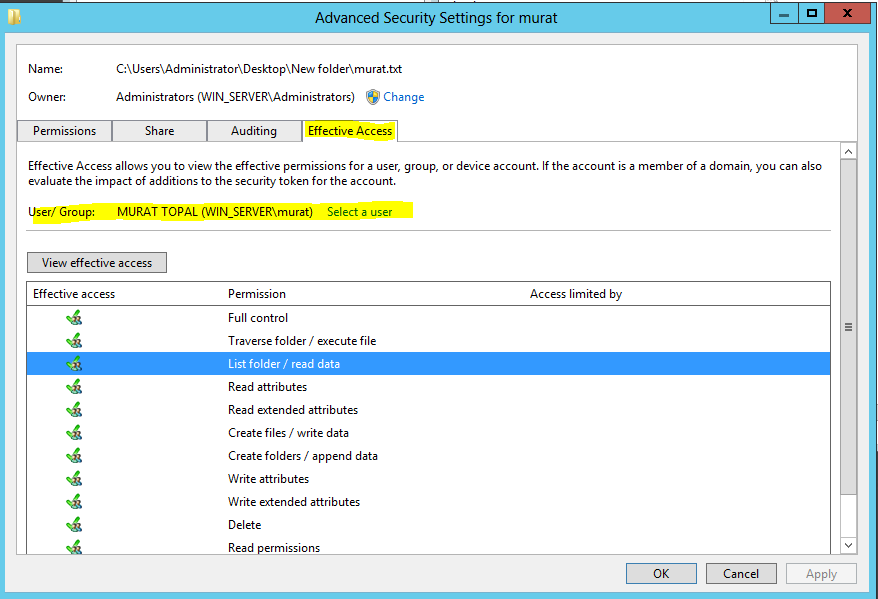 Advanced Security Settings for murat
Name: C:\Users\Administrator\Desktop\New folder\murat.txt
Owner: Administrators (WIN_SERVER\Administrators) Change
Permissions Share Auditing Effective Access
Effective Access allows you to view the effective permissions for a user, group, or device account. If the account is a member of a domain, you can also
evaluate the impact of additions to the security token for the account.
User/ Group: MURAT TOPAL (WIN_SERVER\murat) Select a user
View effective access
Effective access Permission Access limited by
Full control
Traverse folder / execute file
List folder / read data
Read attributes
Read extended attributes
Create files / write data
Create folders / append data
Write attributes
Write extended attributes
Delete
Read permissions
OK Cancel Apply